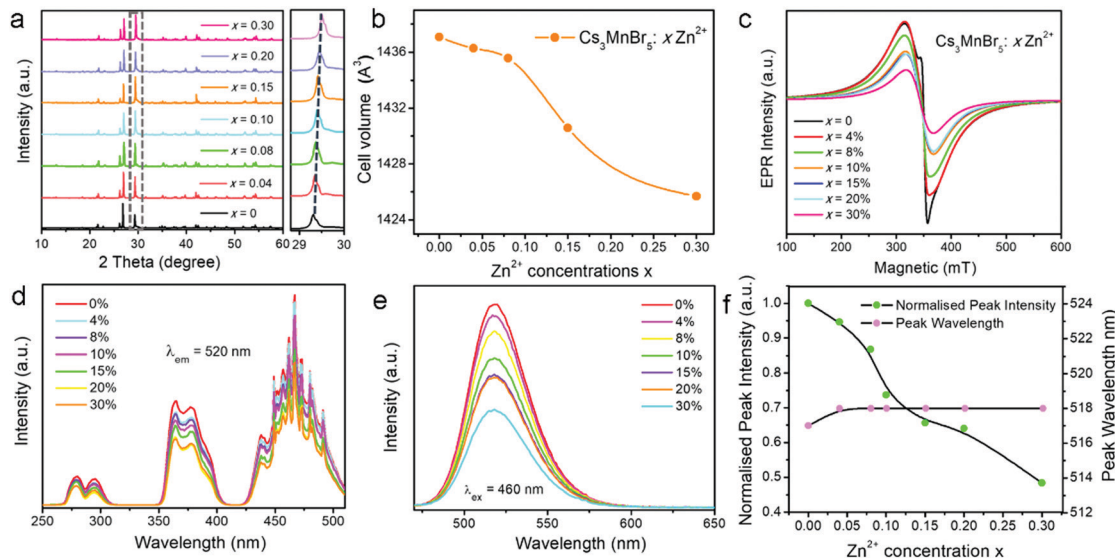 a
x = 0.30
x = 0.20
x = 0.15
x = 0.10
x = 0.08
x = 0.04
x = 0
Intensity (a.u.)
10 20 30 40 50 60 29 30
2 Theta (degree)
b
Cs3MnBr5: xZn2+
Cell volume (A3)
1436
1432
1428
1424
0.00 0.05 0.10 0.15 0.20 0.25 0.30
Zn2+ concentrations x
c
Cs3MnBr5: xZn2+
EPR Intensity (a.u.)
x = 0
x = 4%
x = 8%
x = 10%
x = 15%
x = 20%
x = 30%
100 200 300 400 500 600
Magnetic (mT)
d
0%
4%
8%
10%
15%
20%
30%
λem = 520 nm
Intensity (a.u.)
250 300 350 400 450 500
Wavelength (nm)
e
0%
4%
8%
10%
15%
20%
30%
λex = 460 nm
Intensity (a.u.)
500 550 600 650
Wavelength (nm)
f
Normalised Peak Intensity
Peak Wavelength
Normalised Peak Intensity (a.u.)
1.0
0.9
0.8
0.7
0.6
0.5
0.4
Peak Wavelength nm)
524
522
520
518
516
514
512
0.00 0.05 0.10 0.15 0.20 0.25 0.30
Zn2+ concentration x